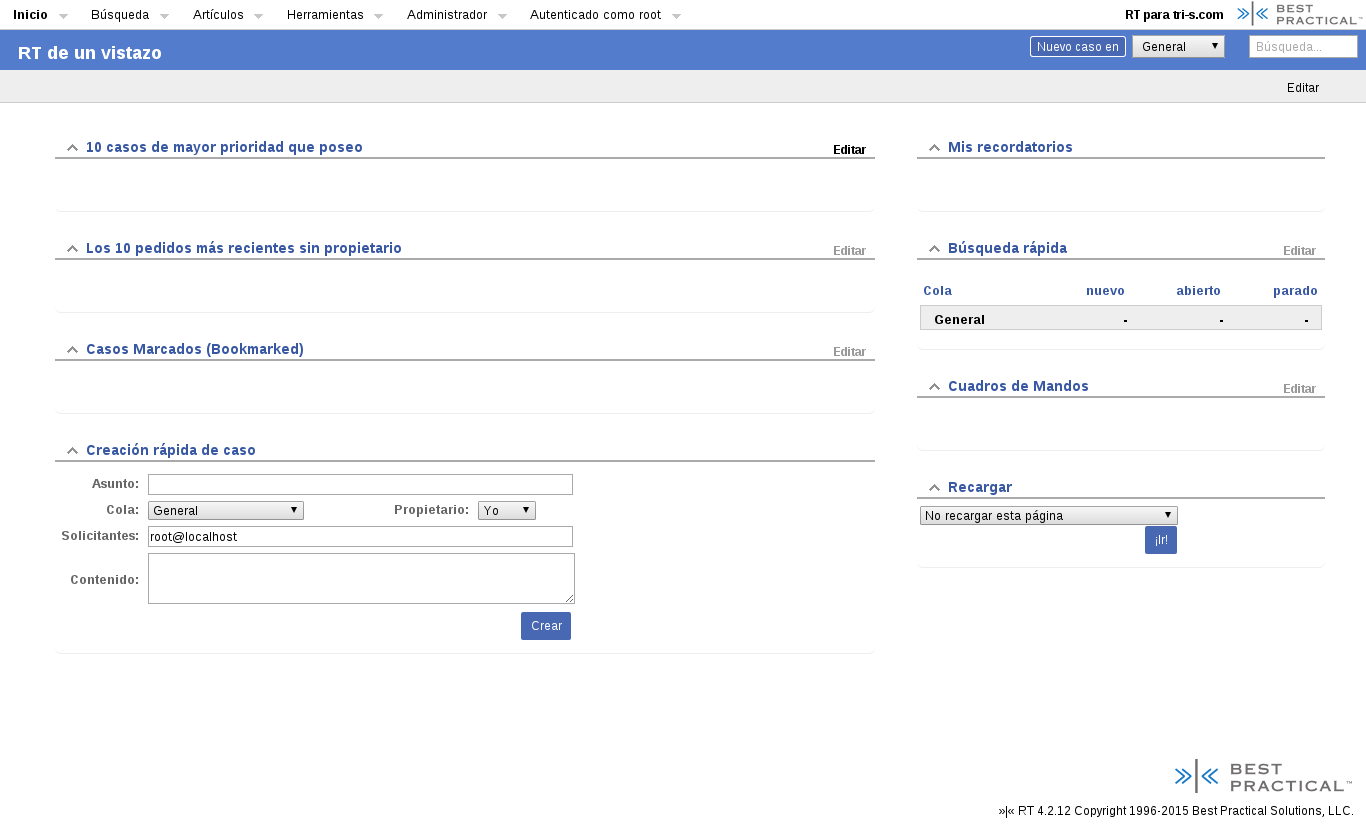 Inicio Búsqueda Artículos Herramientas Administrador Autenticado como root RT para tri-s.com BEST PRACTICAL™
RT de un vistazo Nuevo caso en General Búsqueda...
Editar
10 casos de mayor prioridad que poseo Editar
Los 10 pedidos más recientes sin propietario Editar
Casos Marcados (Bookmarked) Editar
Creación rápida de caso
Asunto:
Cola: General Propietario: Yo
Solicitantes: root@localhost
Contenido:
Crear
Mis recordatorios
Búsqueda rápida Editar
Cola nuevo abierto parado
General - - -
Cuadros de Mandos Editar
Recargar
No recargar esta página
¡Ir!
BEST
PRACTICAL™
»|« RT 4.2.12 Copyright 1996-2015 Best Practical Solutions, LLC.